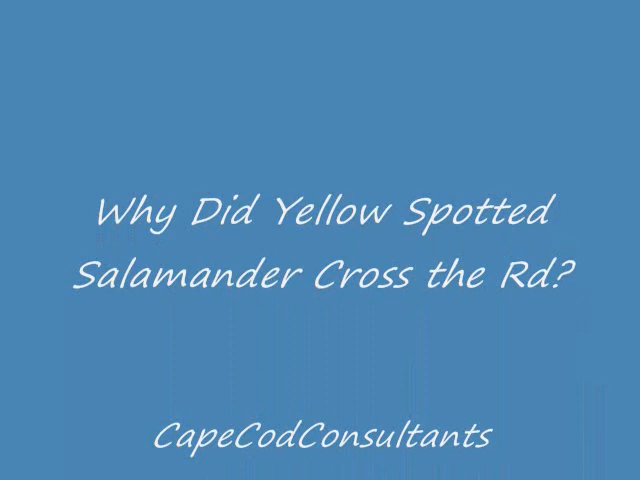 Why Did Yellow Spotted
Salamander Cross the Rd?
CapeCodConsultants